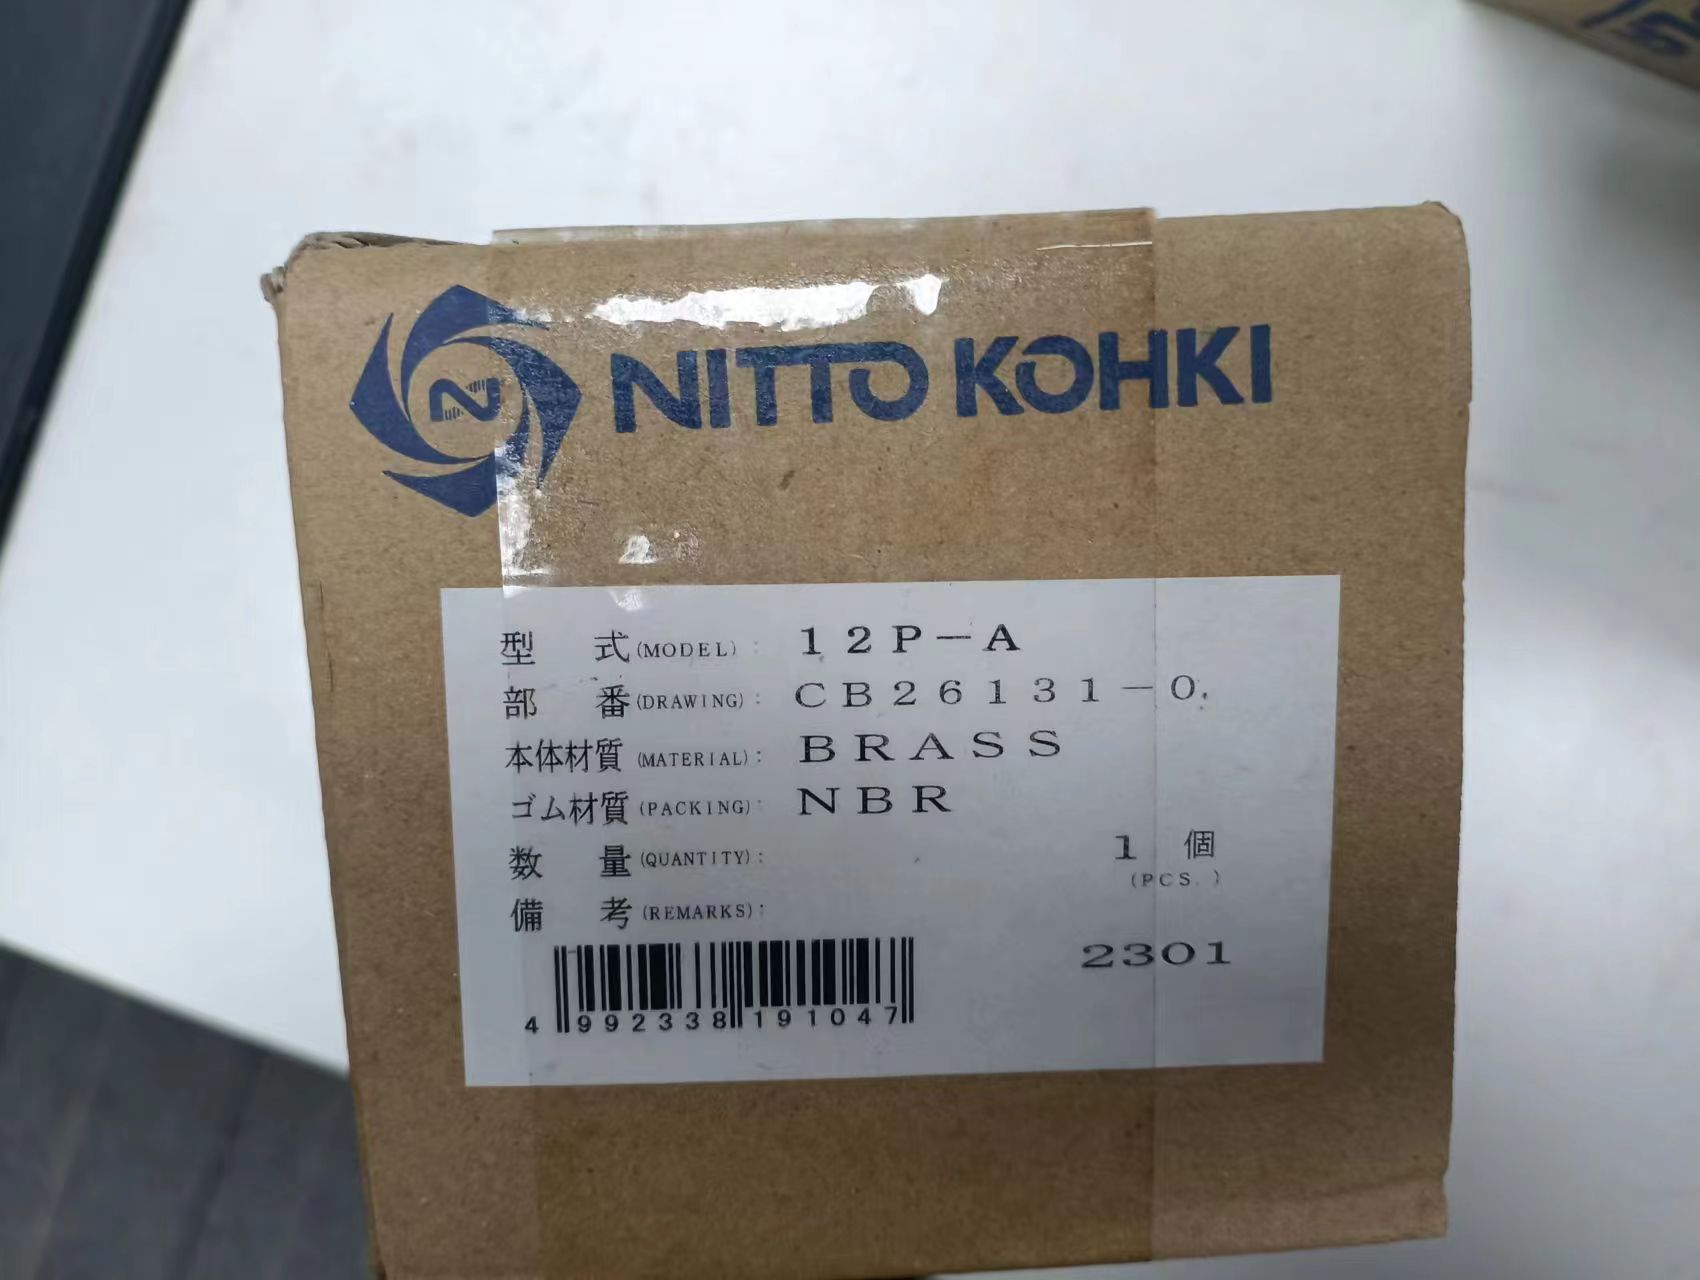 NITTO KOHKI
型 式(MODEL): 12P-A
部 番(DRAWING): CB26131-0.
本体材質(MATERIAL): BRASS
ゴム材質(PACKING): NBR
数 量(QUANTITY): 1 個
(PCS.)
備 考(REMARKS):
2301
4 992338 191047